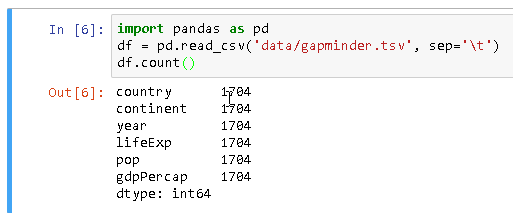 In [6]: import pandas as pd
df = pd.read_csv('data/gapminder.tsv', sep='\t')
df.count()
Out[6]: country 1704
continent 1704
year 1704
lifeExp 1704
pop 1704
gdpPercap 1704
dtype: int64